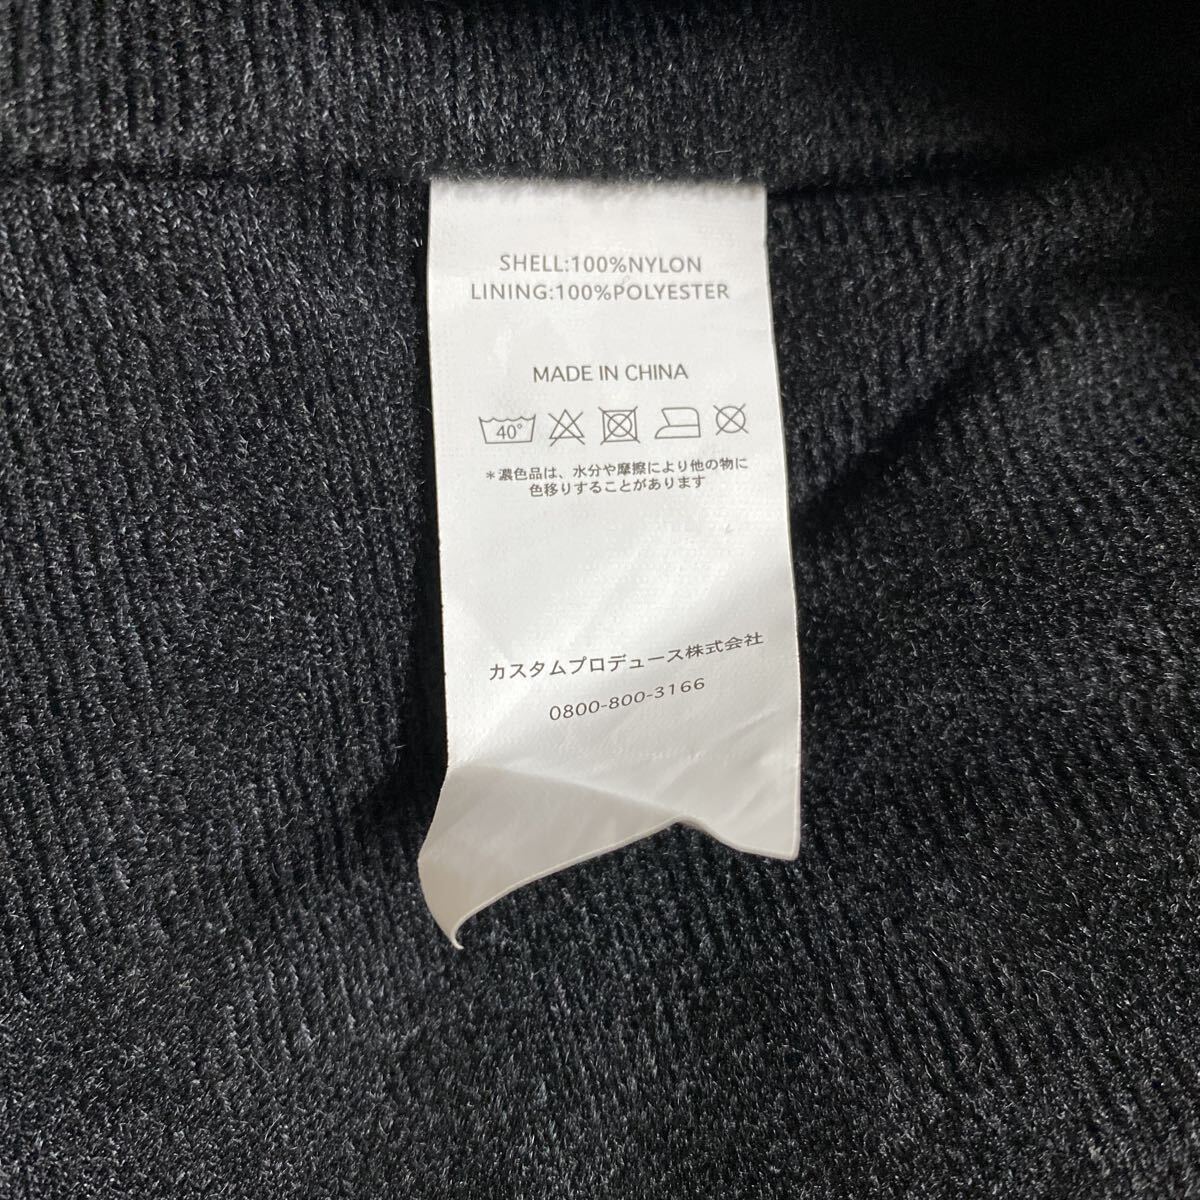 SHELL:100%NYLON
LINING:100%POLYESTER
MADE IN CHINA
40°
*濃色品は、水分や摩擦により他の物に
色移りすることがあります
カスタムプロデュース株式会社
0800-800-3166